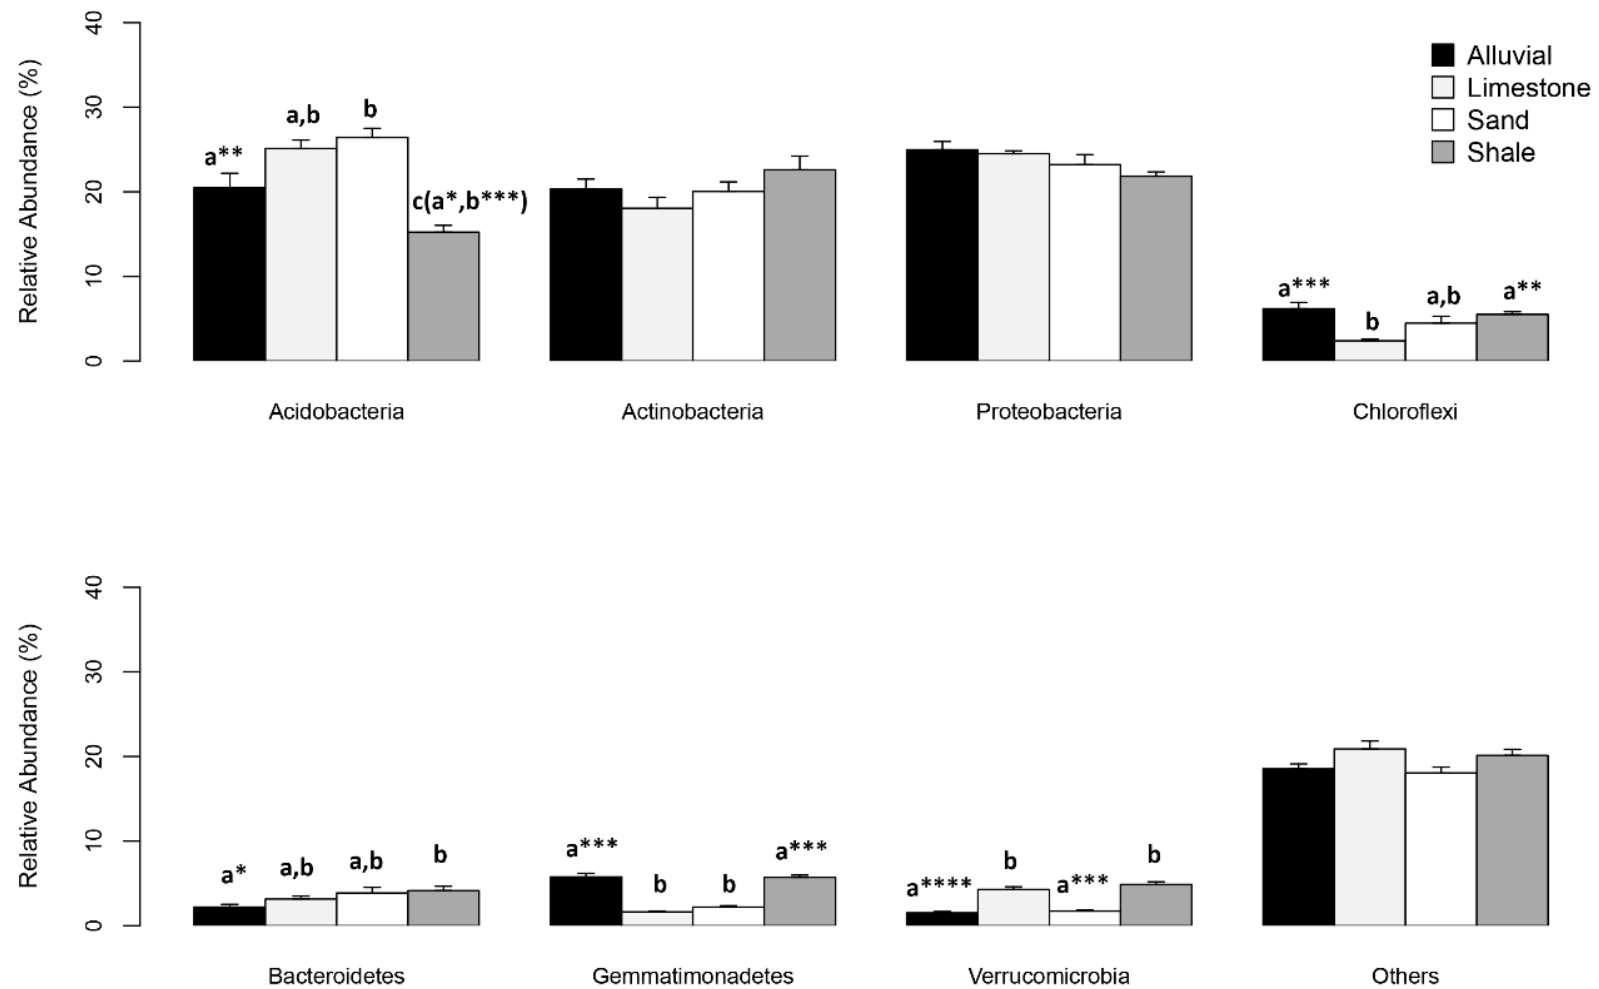 Relative Abundance (%)
40
30
20
10
0
Alluvial
Limestone
Sand
Shale
a**
a,b
b
c(a*,b***)
a***
b
a,b
a**
Acidobacteria
Actinobacteria
Proteobacteria
Chloroflexi
Relative Abundance (%)
40
30
20
10
0
a*
a,b
a,b
b
a***
b
b
a***
a****
b
a***
b
Bacteroidetes
Gemmatimonadetes
Verrucomicrobia
Others